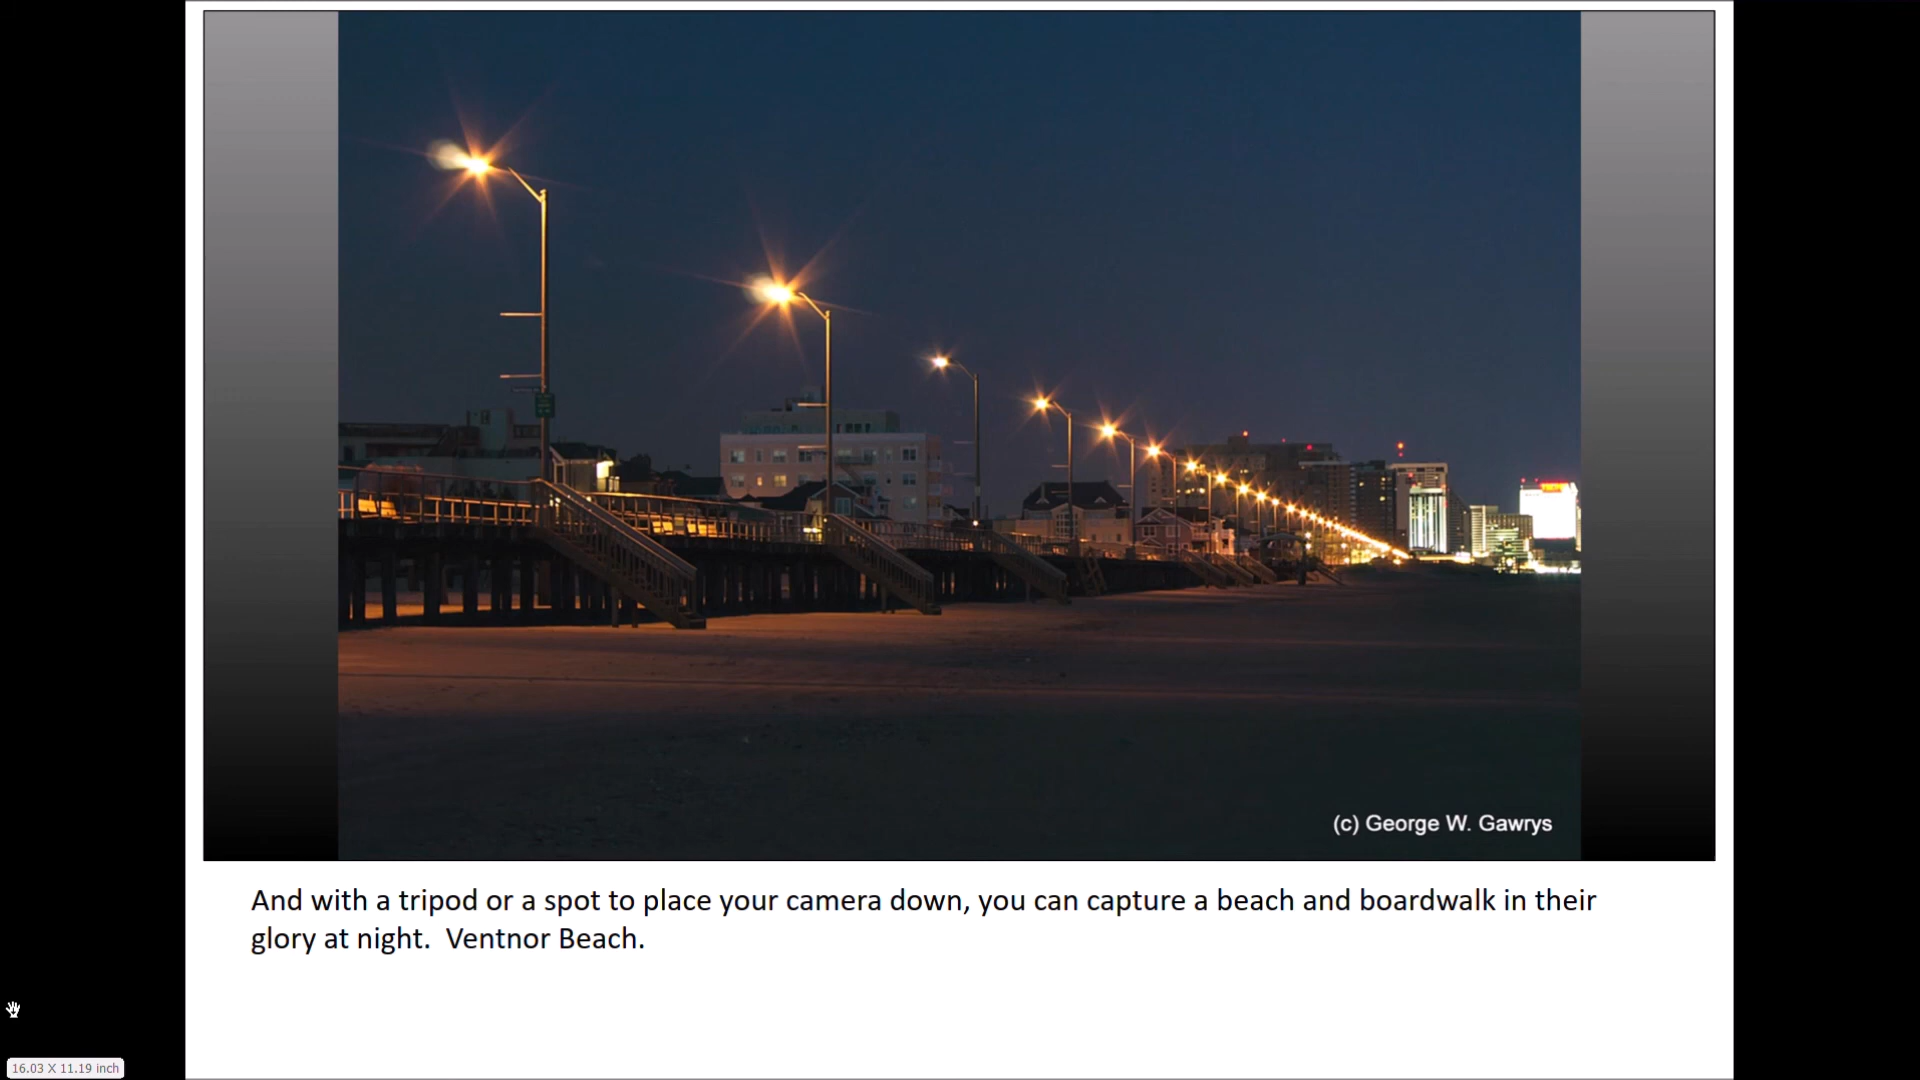 (c) George W. Gawrys
And with a tripod or a spot to place your camera down, you can capture a beach and boardwalk in their
glory at night.  Ventnor Beach.
16.03 X 11.19 inch